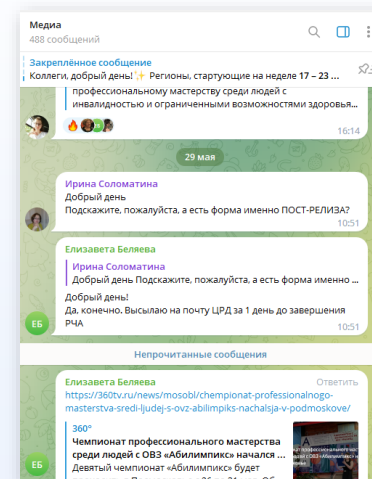 Медиа
488 сообщений
Закреплённое сообщение
Коллеги, добрый день!✨ Регионы, стартующие на неделе 17 – 23 ...
профессиональному мастерству среди людей с
инвалидностью и ограниченными возможностями здоровья...
16:14
29 мая
Ирина Соломатина
Добрый день
Подскажите, пожалуйста, а есть форма именно ПОСТ-РЕЛИЗА?
10:51
Елизавета Беляева
Ирина Соломатина
Добрый день Подскажите, пожалуйста, а есть форма именно ...
Добрый день!
Да, конечно. Высылаю на почту ЦРД за 1 день до завершения
РЧА
10:51
ЕБ
Непрочитанные сообщения
Елизавета Беляева
Ответить
https://360tv.ru/news/mosobl/chempionat-professionalnogo-
masterstva-sredi-ljudej-s-ovz-abilimpiks-nachalsja-v-podmoskove/
360°
Чемпионат профессионального мастерства
среди людей с ОВЗ «Абилимпикс» начался ...
Девятый чемпионат «Абилимпикс» будет
ЕБ